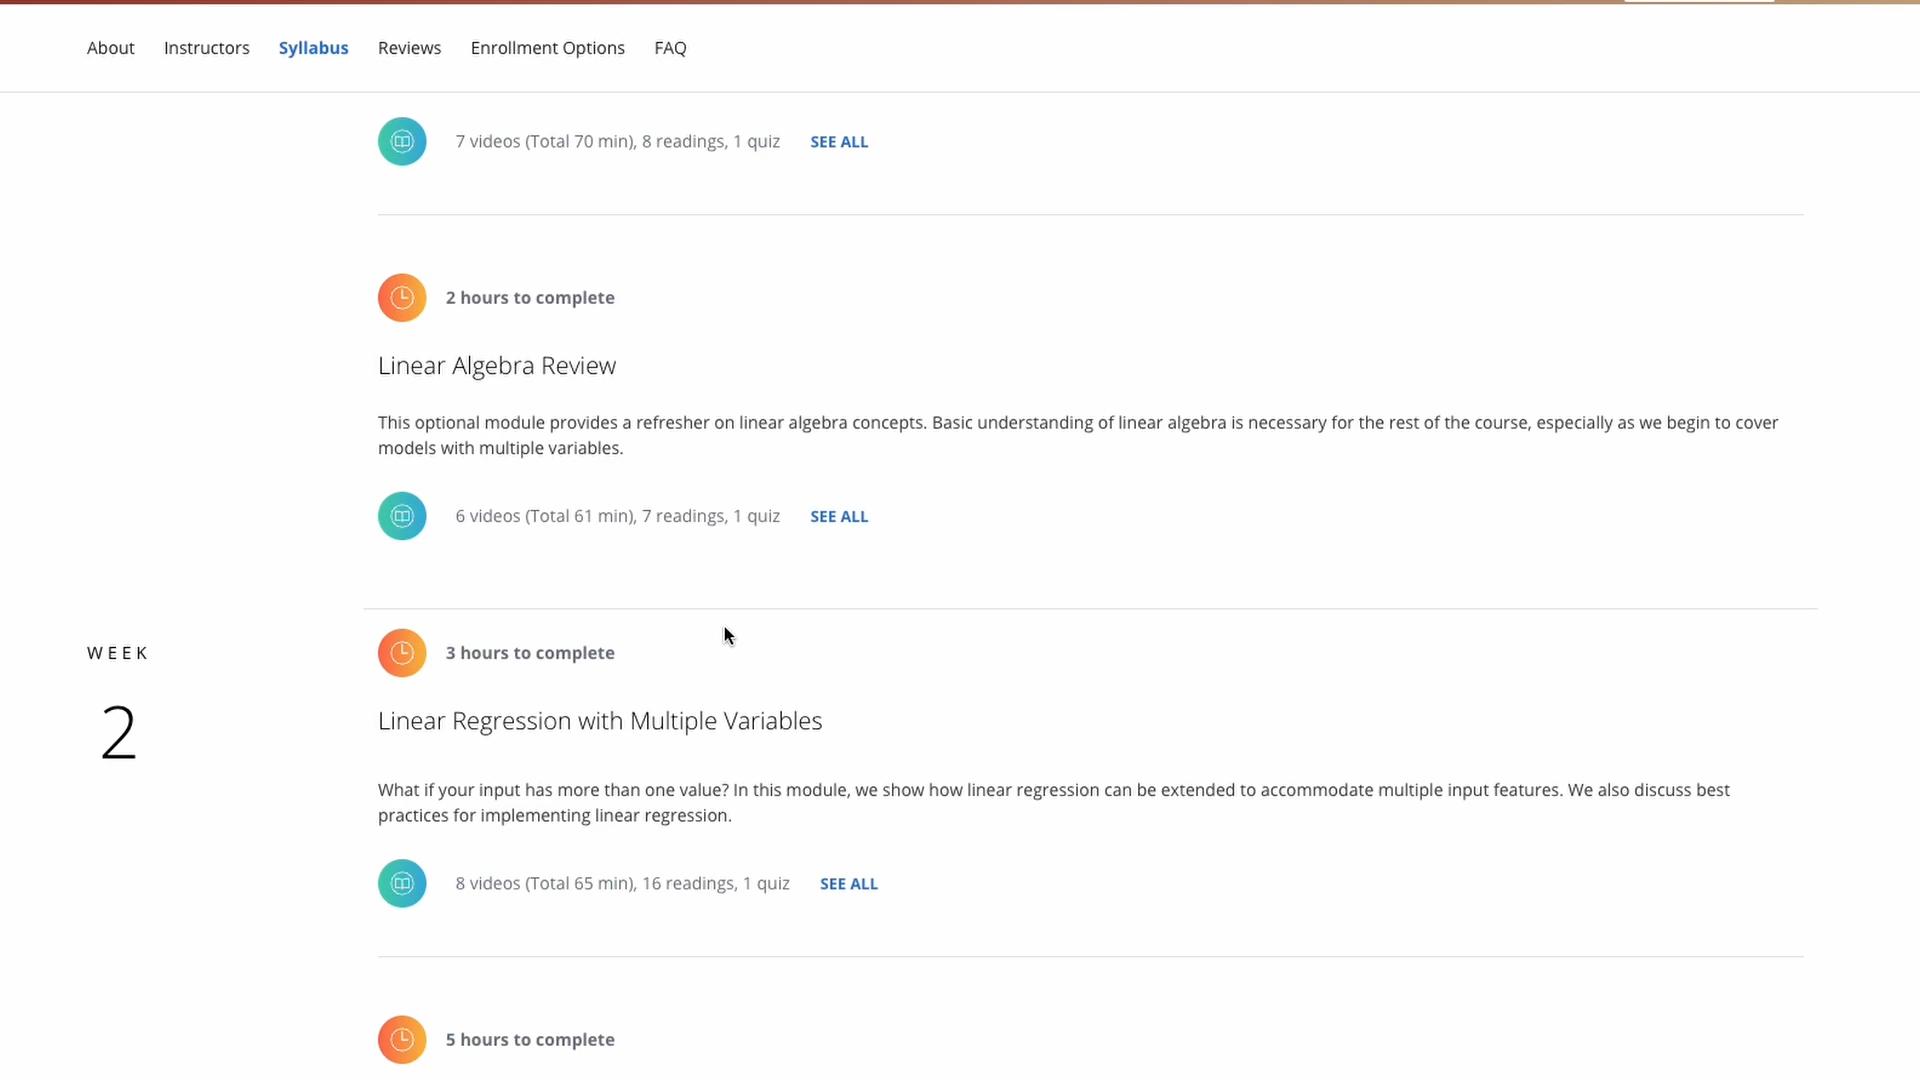 About Instructors Syllabus Reviews Enrollment Options FAQ
7 videos (Total 70 min), 8 readings, 1 quiz SEE ALL
2 hours to complete
Linear Algebra Review
This optional module provides a refresher on linear algebra concepts. Basic understanding of linear algebra is necessary for the rest of the course, especially as we begin to cover
models with multiple variables.
6 videos (Total 61 min), 7 readings, 1 quiz SEE ALL
WEEK
2
3 hours to complete
Linear Regression with Multiple Variables
What if your input has more than one value? In this module, we show how linear regression can be extended to accommodate multiple input features. We also discuss best
practices for implementing linear regression.
8 videos (Total 65 min), 16 readings, 1 quiz SEE ALL
5 hours to complete